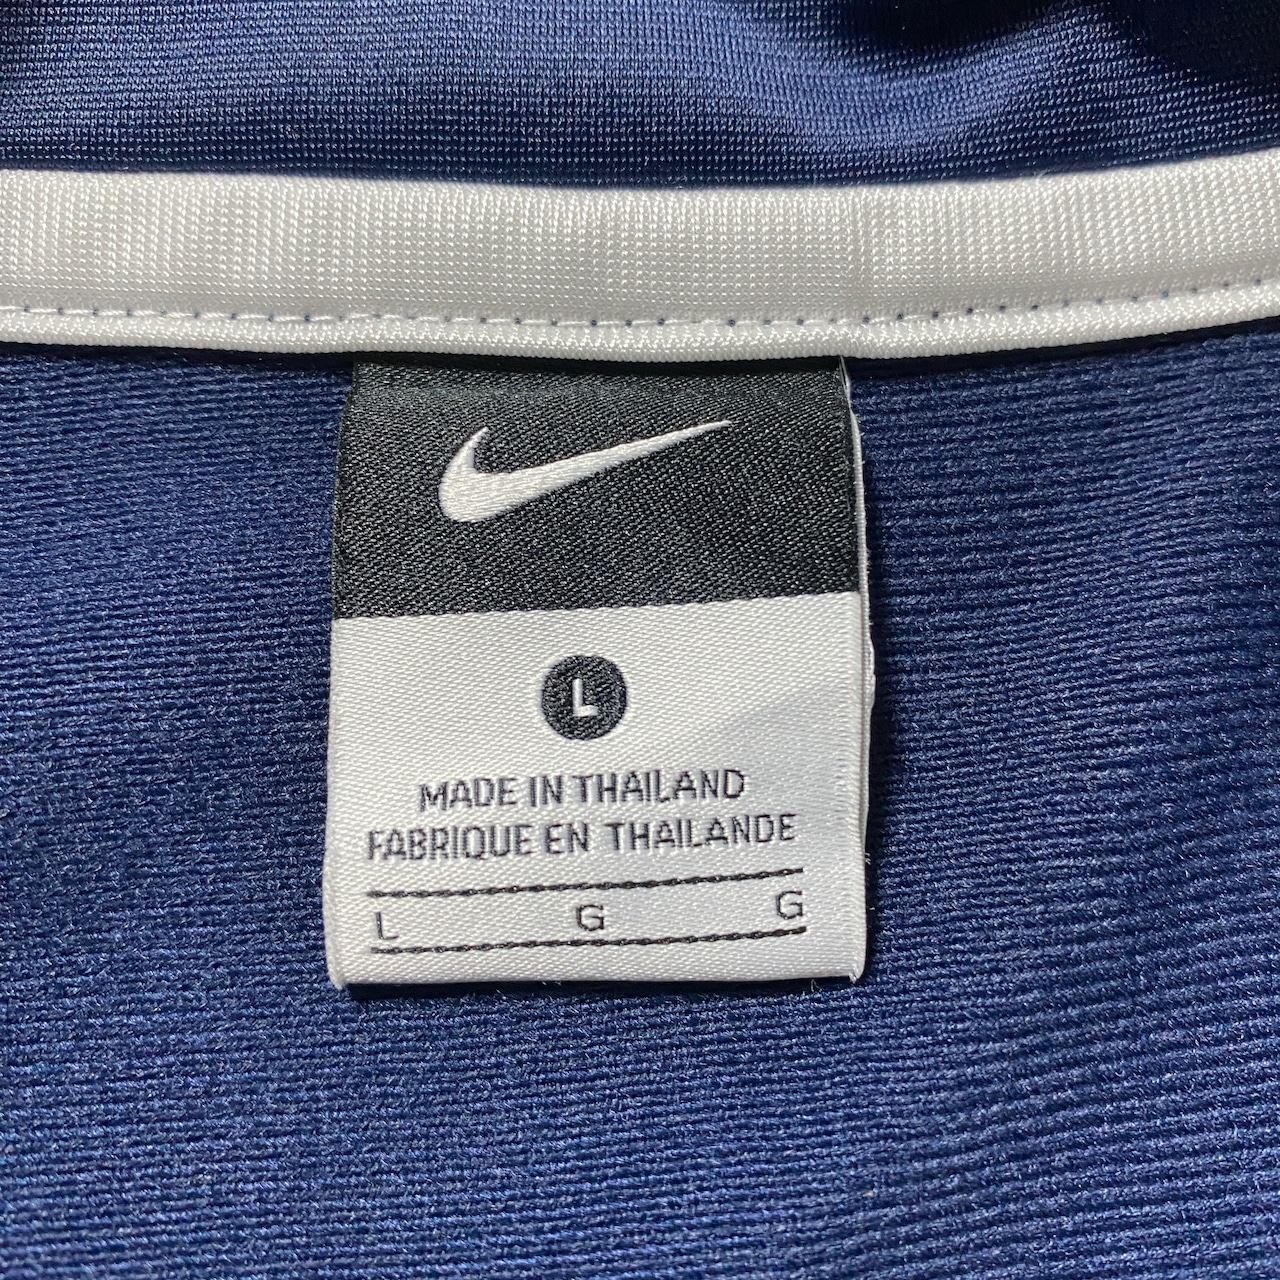 L
MADE IN THAILAND
FABRIQUE EN THAILANDE
L G G